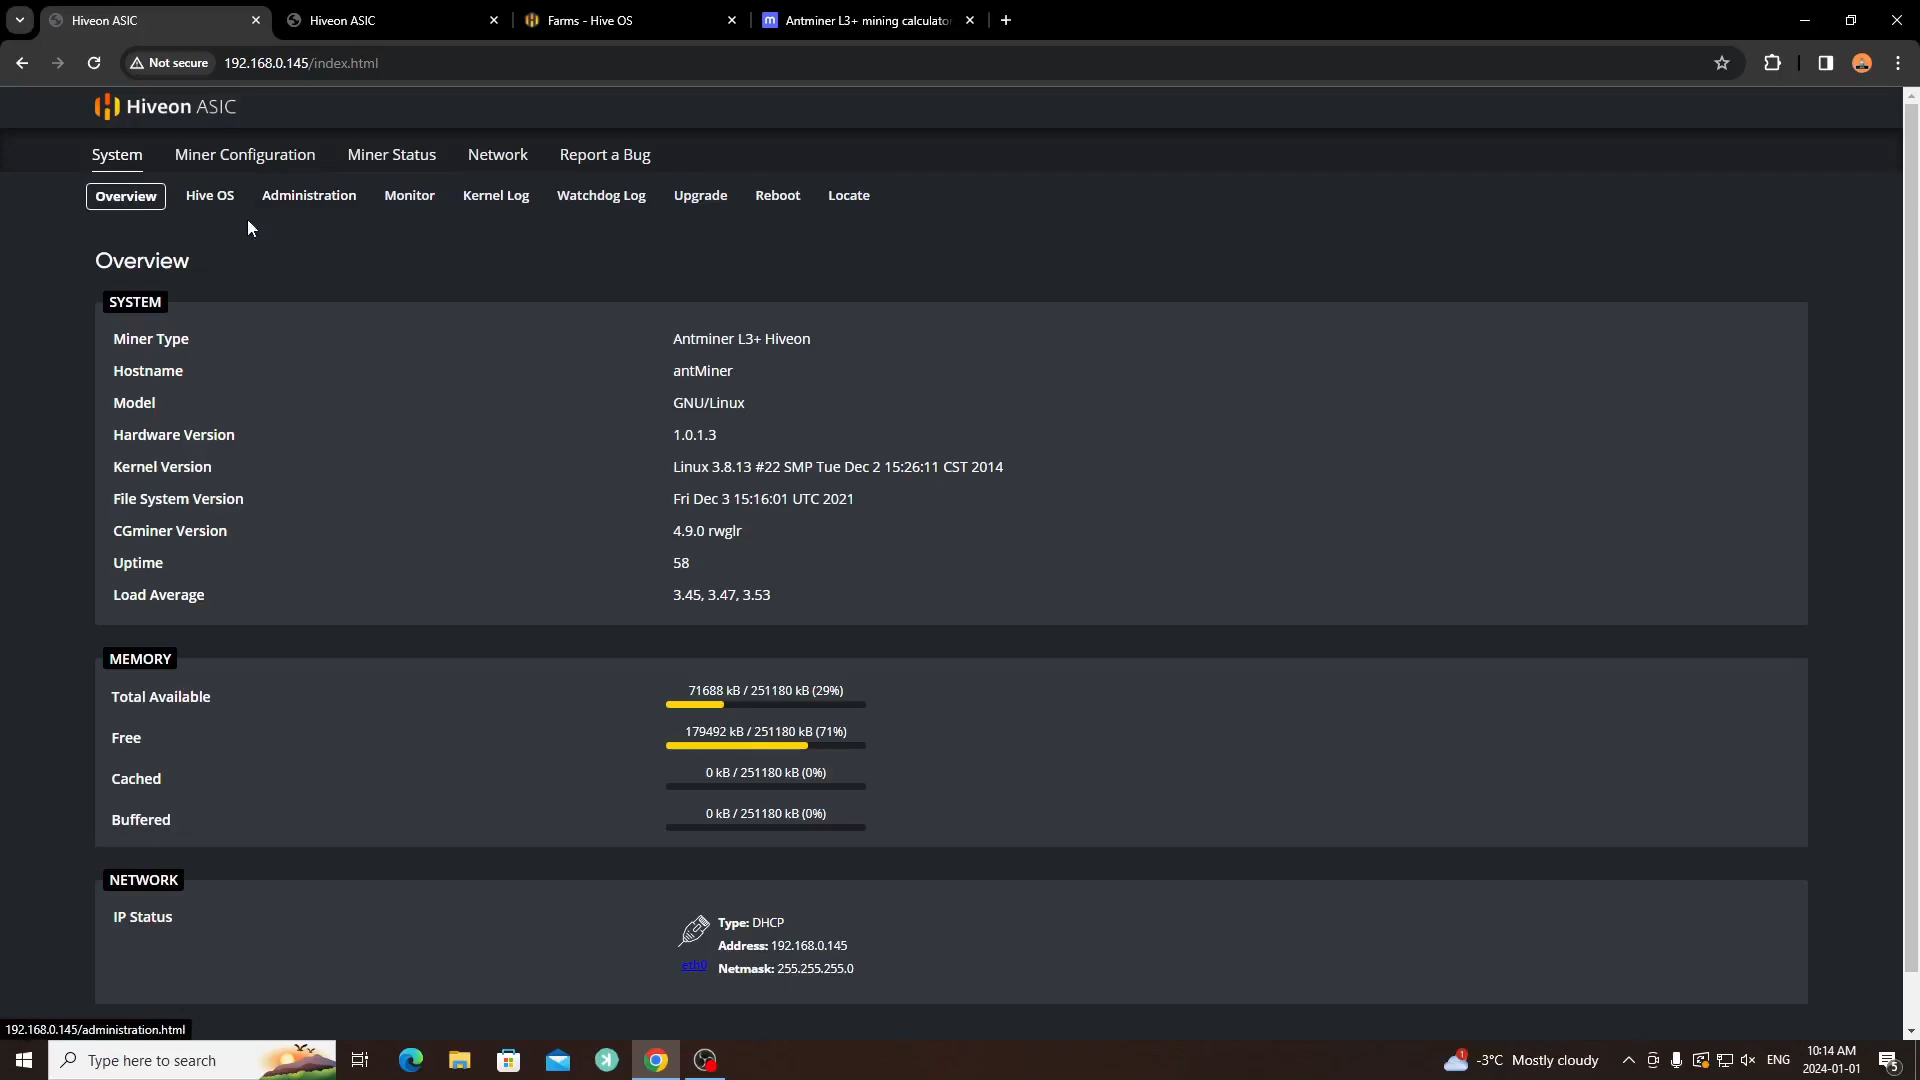 Hiveon ASIC
Hiveon ASIC
Farms - Hive OS
Antminer L3+ mining calculato
Not secure
192.168.0.145/index.html
Hiveon ASIC
System
Miner Configuration
Miner Status
Network
Report a Bug
Overview
Hive OS
Administration
Monitor
Kernel Log
Watchdog Log
Upgrade
Reboot
Locate
Overview
SYSTEM
Miner Type Antminer L3+ Hiveon
Hostname antMiner
Model GNU/Linux
Hardware Version 1.0.1.3
Kernel Version Linux 3.8.13 #22 SMP Tue Dec 2 15:26:11 CST 2014
File System Version Fri Dec 3 15:16:01 UTC 2021
CGminer Version 4.9.0 rwglr
Uptime 58
Load Average 3.45, 3.47, 3.53
MEMORY
Total Available 71688 kB / 251180 kB (29%)
Free 179492 kB / 251180 kB (71%)
Cached 0 kB / 251180 kB (0%)
Buffered 0 kB / 251180 kB (0%)
NETWORK
IP Status
eth0
Type: DHCP
Address: 192.168.0.145
Netmask: 255.255.255.0
192.168.0.145/administration.html
Type here to search
1
-3°C Mostly cloudy
ENG
10:14 AM
2024-01-01
5